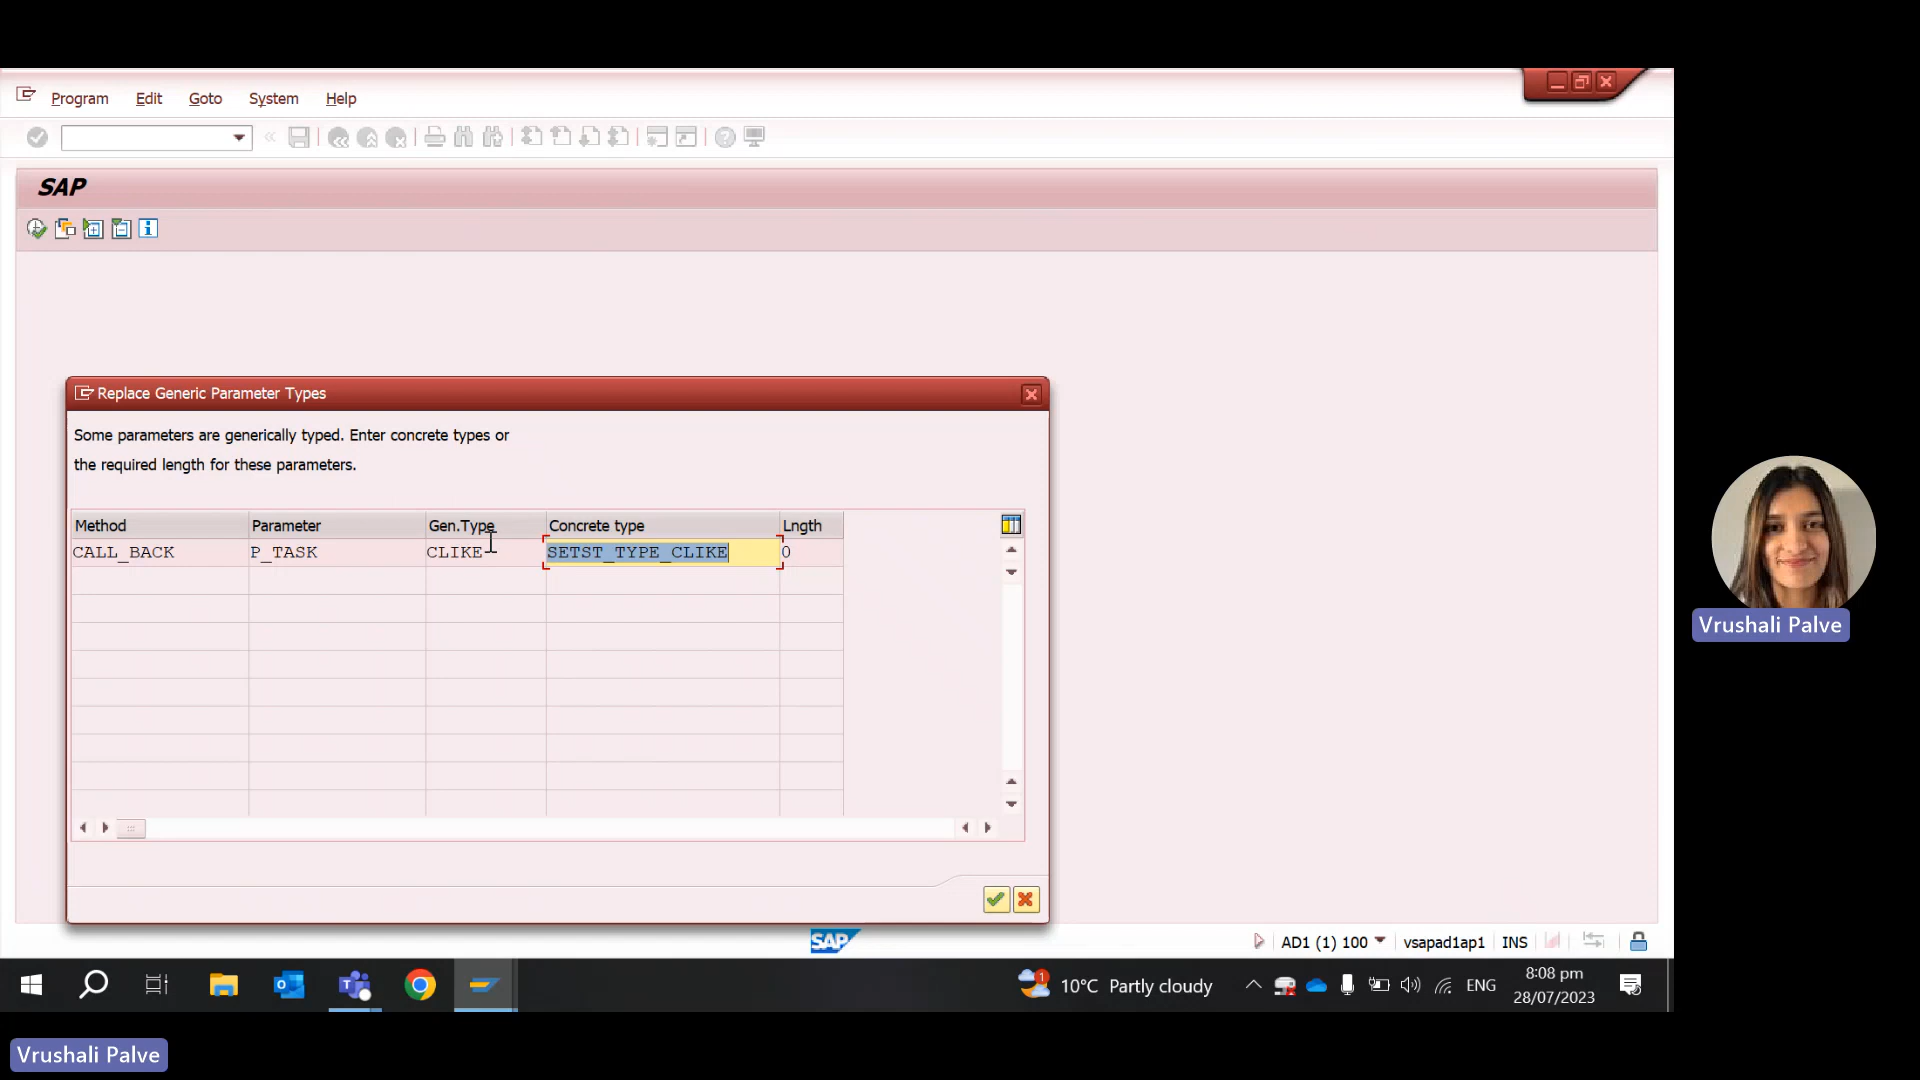 Program Edit Goto System Help
SAP
Replace Generic Parameter Types
Some parameters are generically typed. Enter concrete types or
the required length for these parameters.
Method Parameter Gen.Type Concrete type Lngth
CALL_BACK P_TASK CLIKE SETST_TYPE_CLIKE 0
Vrushali Palve
SAP AD1 (1) 100 vsapad1ap1 INS
1 10°C Partly cloudy ENG 8:08 pm
28/07/2023
Vrushali Palve